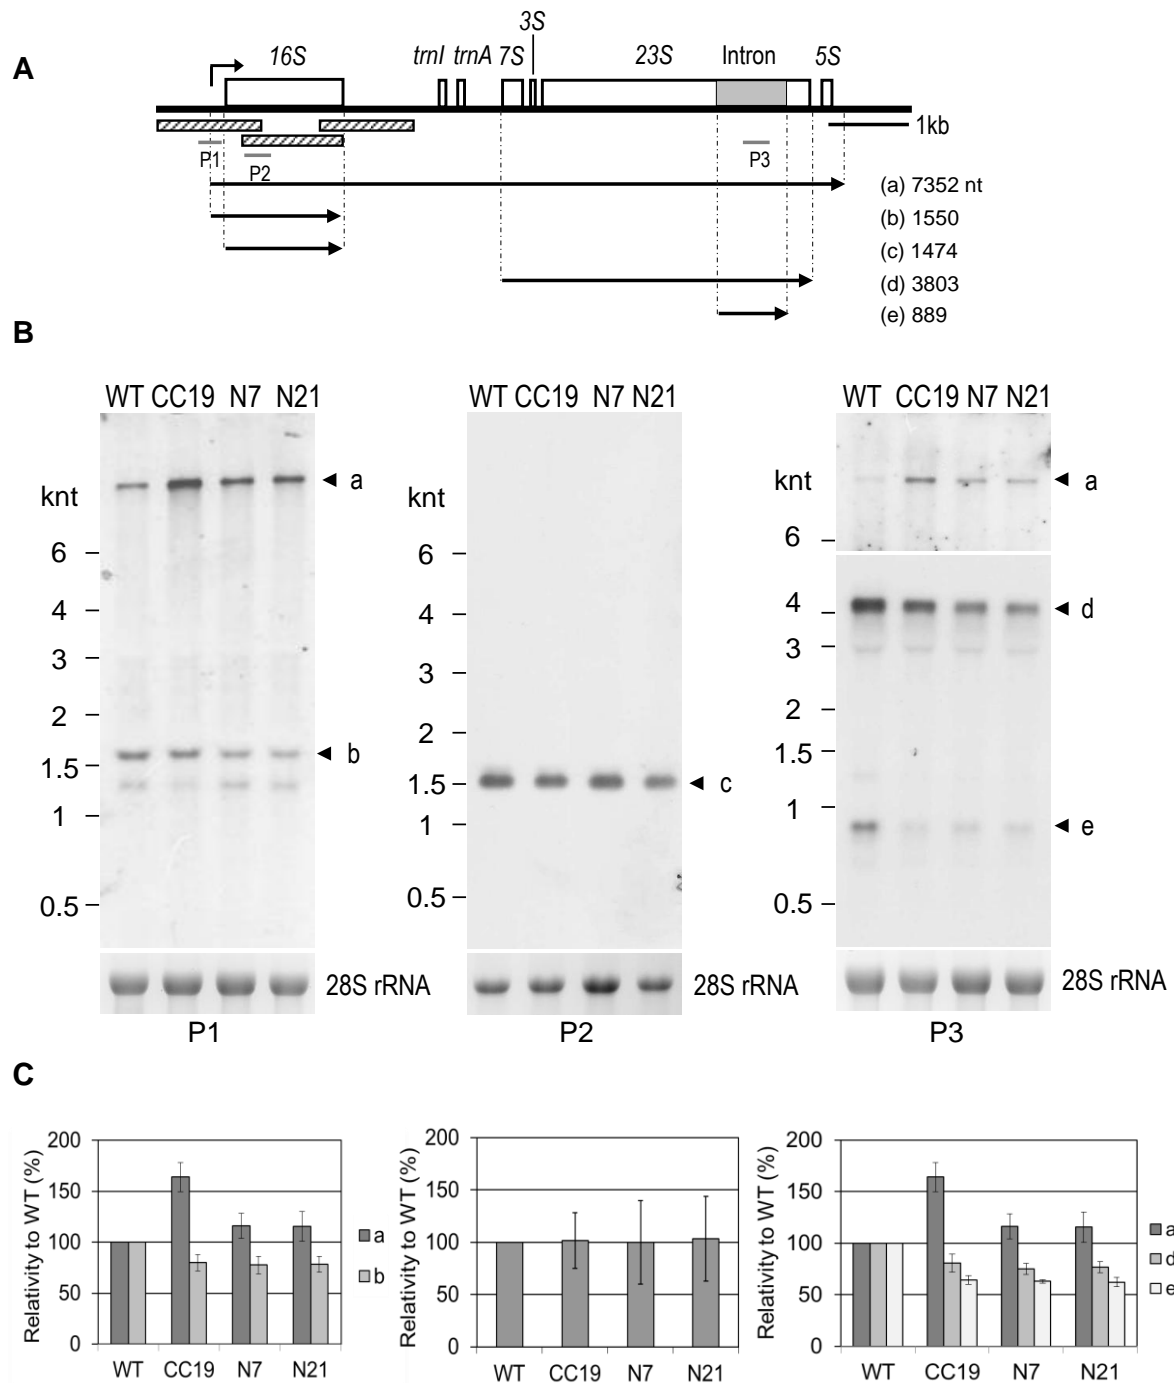 A
3S
16S trnI trnA 7S 23S Intron 5S
1kb
P1 P2 P3
(a) 7352 nt
(b) 1550
(c) 1474
(d) 3803
(e) 889
B
WT CC19 N7 N21
knt
a
6
4
3
2
b
1.5
1
0.5
28S rRNA
P1
WT CC19 N7 N21
knt
6
4
3
2
1.5
c
1
0.5
28S rRNA
P2
WT CC19 N7 N21
knt
a
6
4
d
3
2
1.5
1
e
0.5
28S rRNA
P3
C
Relativity to WT (%)
200
150
100
50
0
WT CC19 N7 N21
a
b
Relativity to WT (%)
200
150
100
50
0
WT CC19 N7 N21
Relativity to WT (%)
200
150
100
50
0
WT CC19 N7 N21
a
d
e